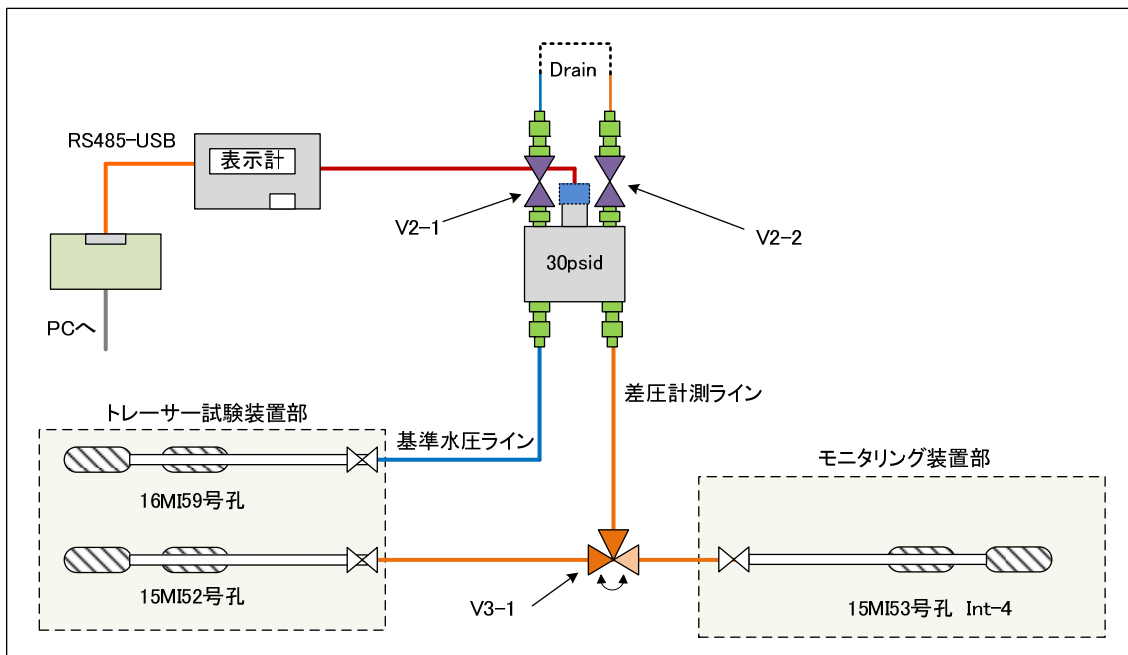 Drain
RS485-USB
表示計
V2-1
V2-2
30psid
PCへ
差圧計測ライン
トレーサー試験装置部
基準水圧ライン
モニタリング装置部
16MI59号孔
15MI52号孔
V3-1
15MI53号孔 Int-4